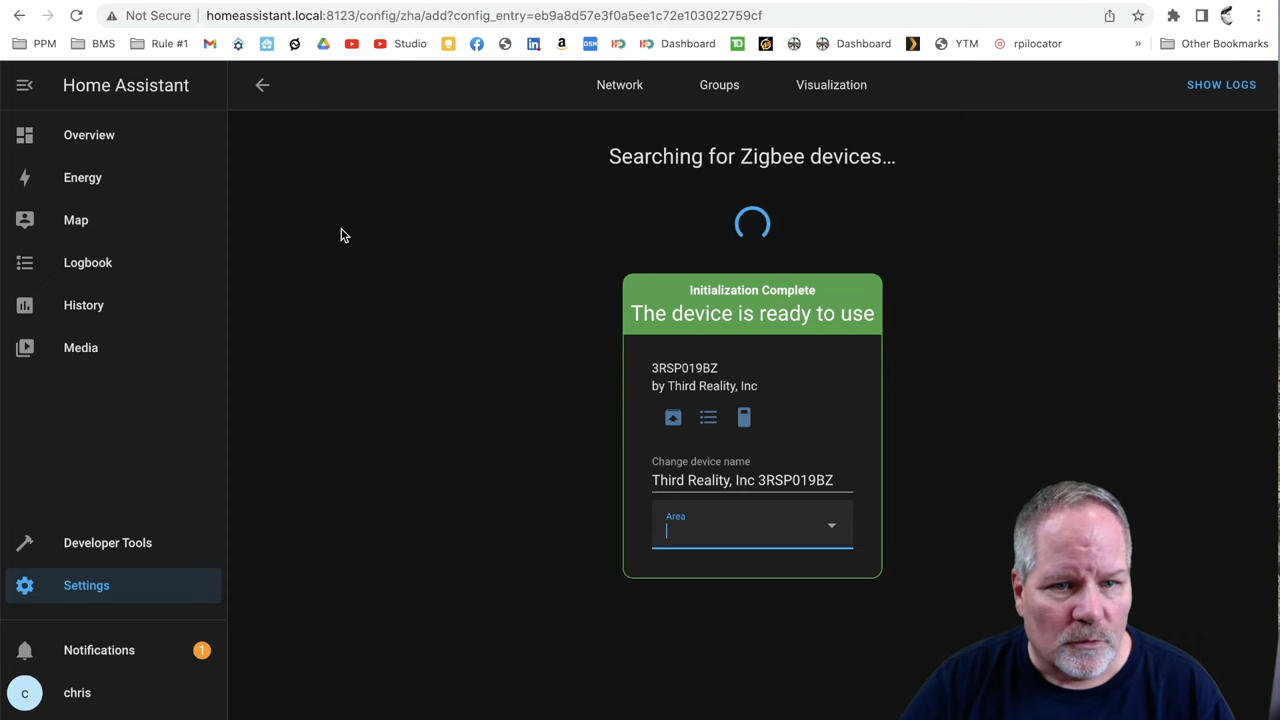 Not Secure
homeassistant.local:8123/config/zha/add?config_entry=eb9a8d57e3f0a5ee1c72e103022759cf
PPM
BMS
Rule #1
Studio
DSM
Dashboard
Dashboard
YTM
rpilocator
»
Other Bookmarks
Home Assistant
Network
Groups
Visualization
SHOW LOGS
Overview
Energy
Map
Logbook
History
Media
Developer Tools
Settings
Notifications
1
c
chris
Searching for Zigbee devices…
Initialization Complete
The device is ready to use
3RSP019BZ
by Third Reality, Inc
Change device name
Third Reality, Inc 3RSP019BZ
Area